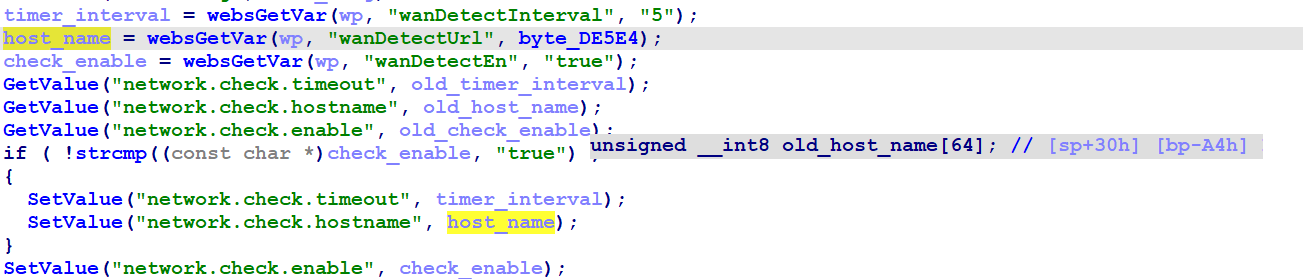 timer_interval = websGetVar(wp, "wanDetectInterval", "5");
host_name = websGetVar(wp, "wanDetectUrl", byte_DE5E4);
check_enable = websGetVar(wp, "wanDetectEn", "true");
GetValue("network.check.timeout", old_timer_interval);
GetValue("network.check.hostname", old_host_name);
GetValue("network.check.enable", old_check_enable);
if ( !strcmp((const char *)check_enable, "true") unsigned __int8 old_host_name[64]; // [sp+30h] [bp-A4h]
{
SetValue("network.check.timeout", timer_interval);
SetValue("network.check.hostname", host_name);
}
SetValue("network.check.enable", check_enable);